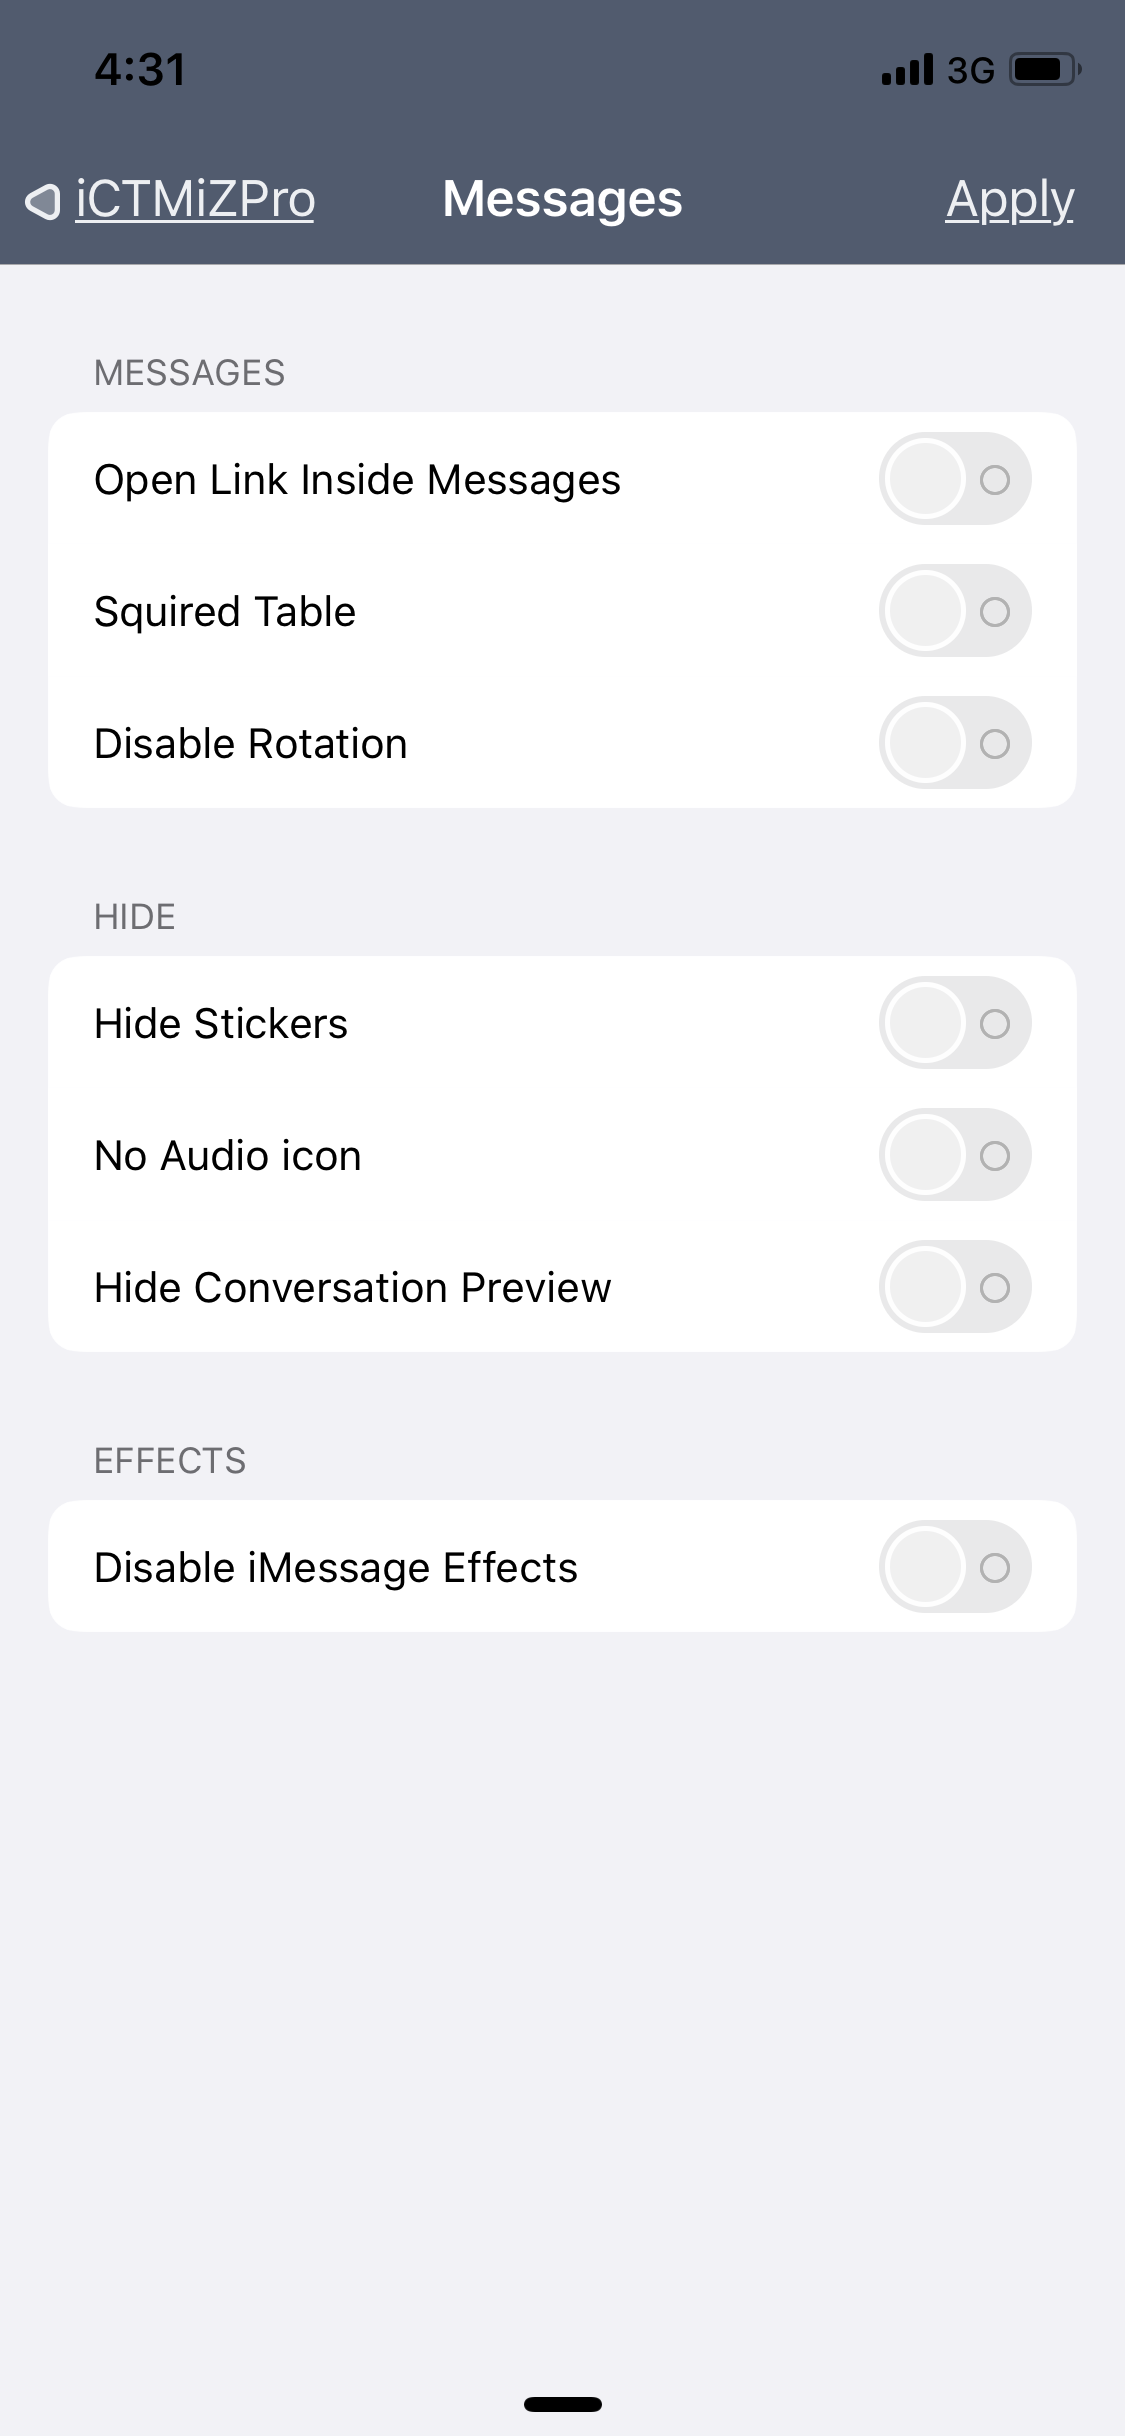 4:31 3G
iCTMiZPro Messages Apply
MESSAGES
Open Link Inside Messages
Squired Table
Disable Rotation
HIDE
Hide Stickers
No Audio icon
Hide Conversation Preview
EFFECTS
Disable iMessage Effects